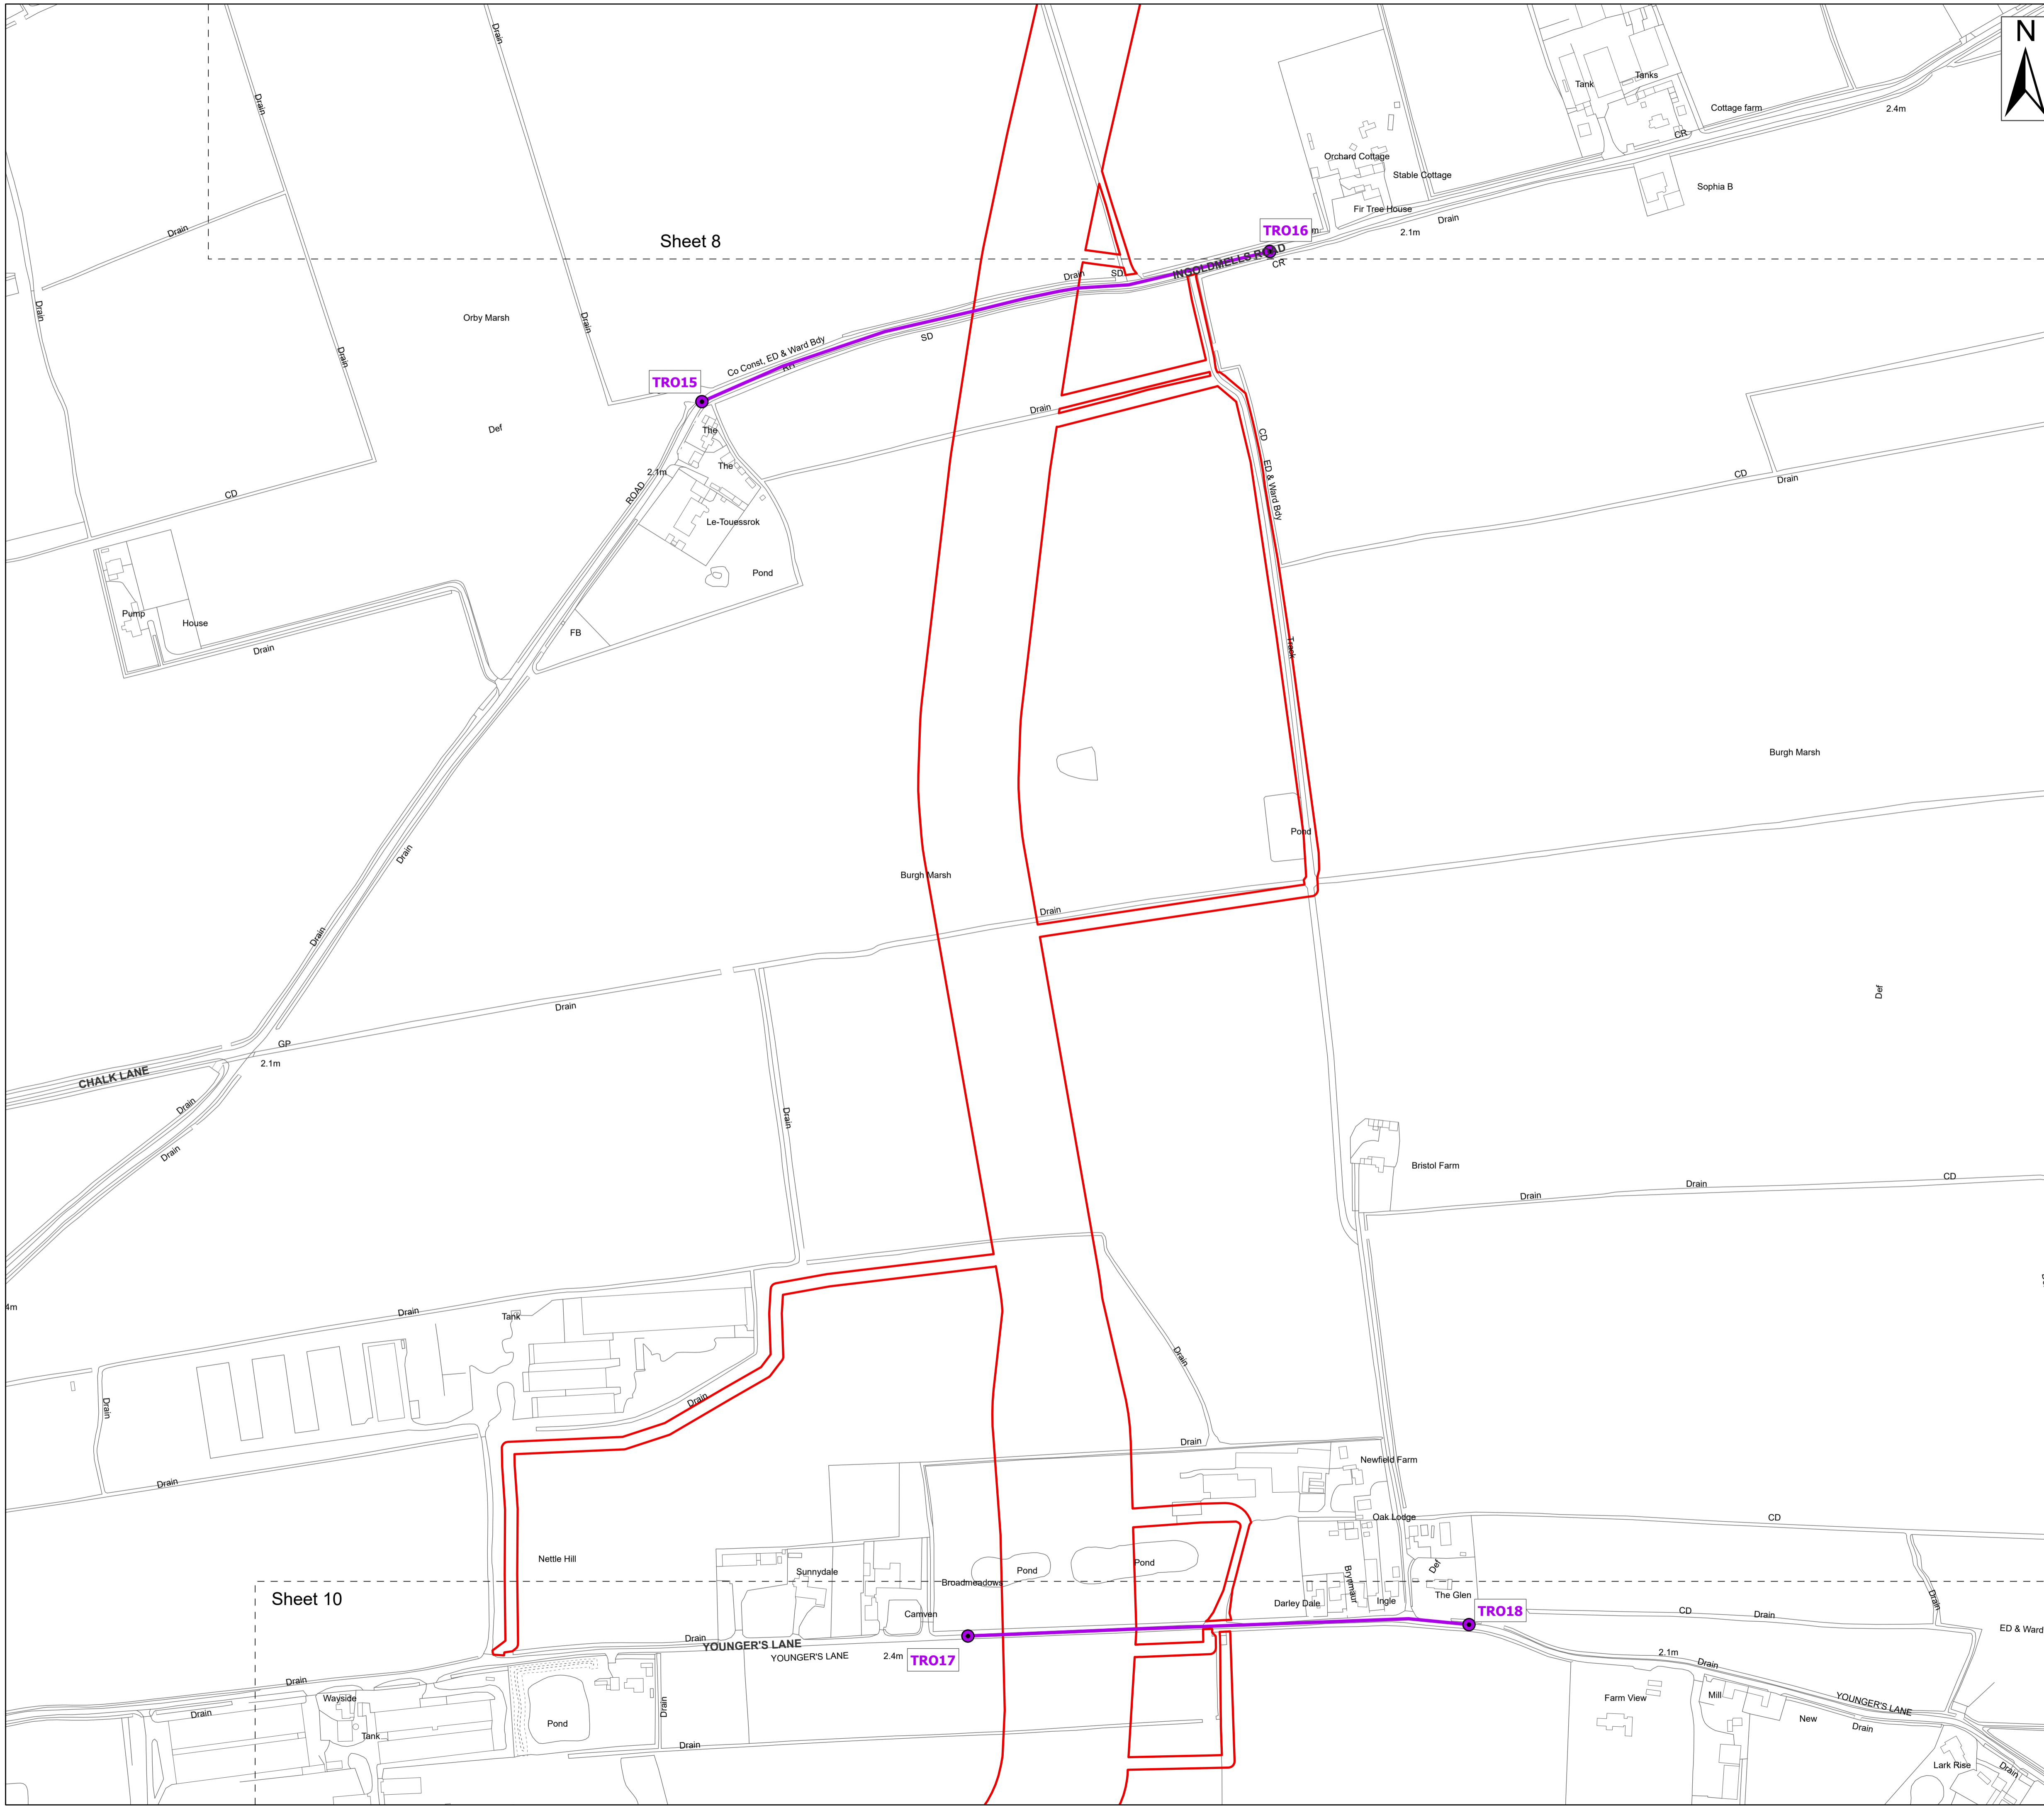 N
Drain
Drain
Tank
Tanks
Cottage farm
2.4m
CR
Orchard Cottage
Stable Cottage
Sophia B
Fir Tree House
Drain
2.1m
Drain
TRO16
Sheet 8
INGOLDMELLS ROAD
CR
Drain
SD
Drain
Orby Marsh
Drain
SD
Co Const, ED & Ward Bdy
RH
Drain
TRO15
Drain
Def
The
CD
The
2.1m
ED & Ward Bdy
CD
Drain
CD
ROAD
Le-Touessrok
Pond
Pump
House
FB
Drain
Track
Burgh Marsh
Pond
Drain
Burgh Marsh
Drain
Drain
Def
Drain
GP
2.1m
CHALK LANE
Drain
Drain
Drain
Bristol Farm
CD
Drain
Drain
4m
Drain
Tank
Drain
Drain
Drain
Drain
Newfield Farm
Drain
Oak Lodge
CD
Nettle Hill
Sunnydale
Pond
Pond
Def
Broadmeadows
Brynmaur
The Glen
Sheet 10
Darley Dale
Ingle
Drain
Camven
TRO18
CD
Drain
ED & Ward
Drain
YOUNGER'S LANE
YOUNGER'S LANE
2.4m
TRO17
2.1m
Drain
Drain
Wayside
Drain
Drain
Farm View
Mill
YOUNGER'S LANE
New
Drain
Pond
Tank
Drain
Lark Rise
Drain